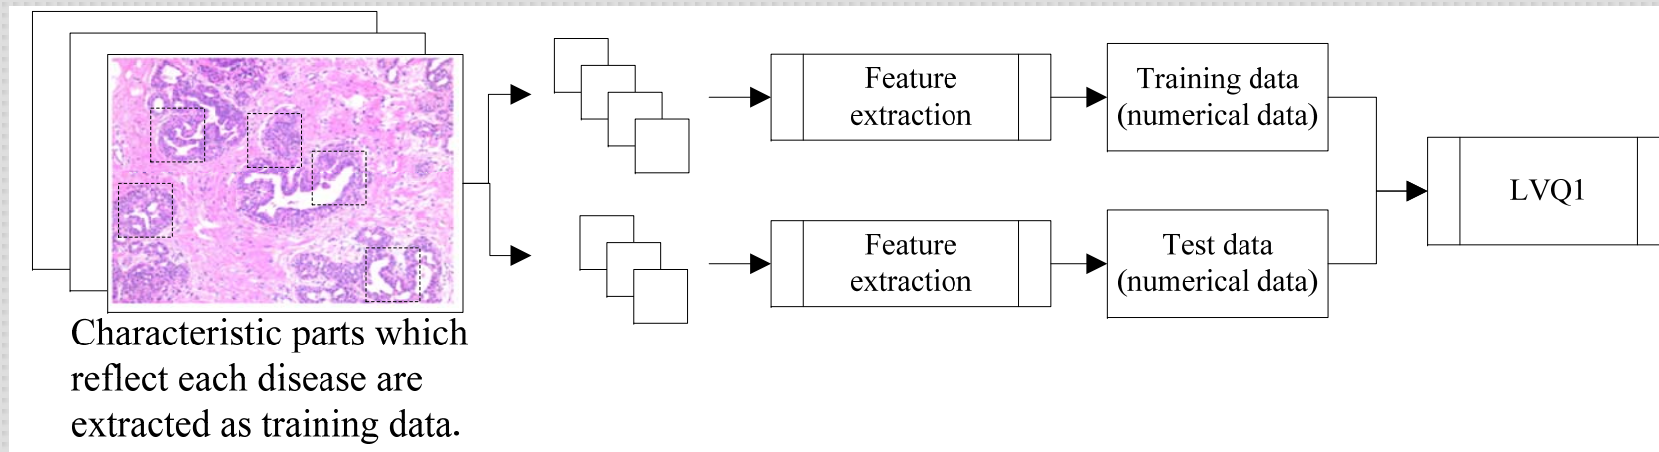 Feature
extraction
Training data
(numerical data)
LVQ1
Feature
extraction
Test data
(numerical data)
Characteristic parts which
reflect each disease are
extracted as training data.